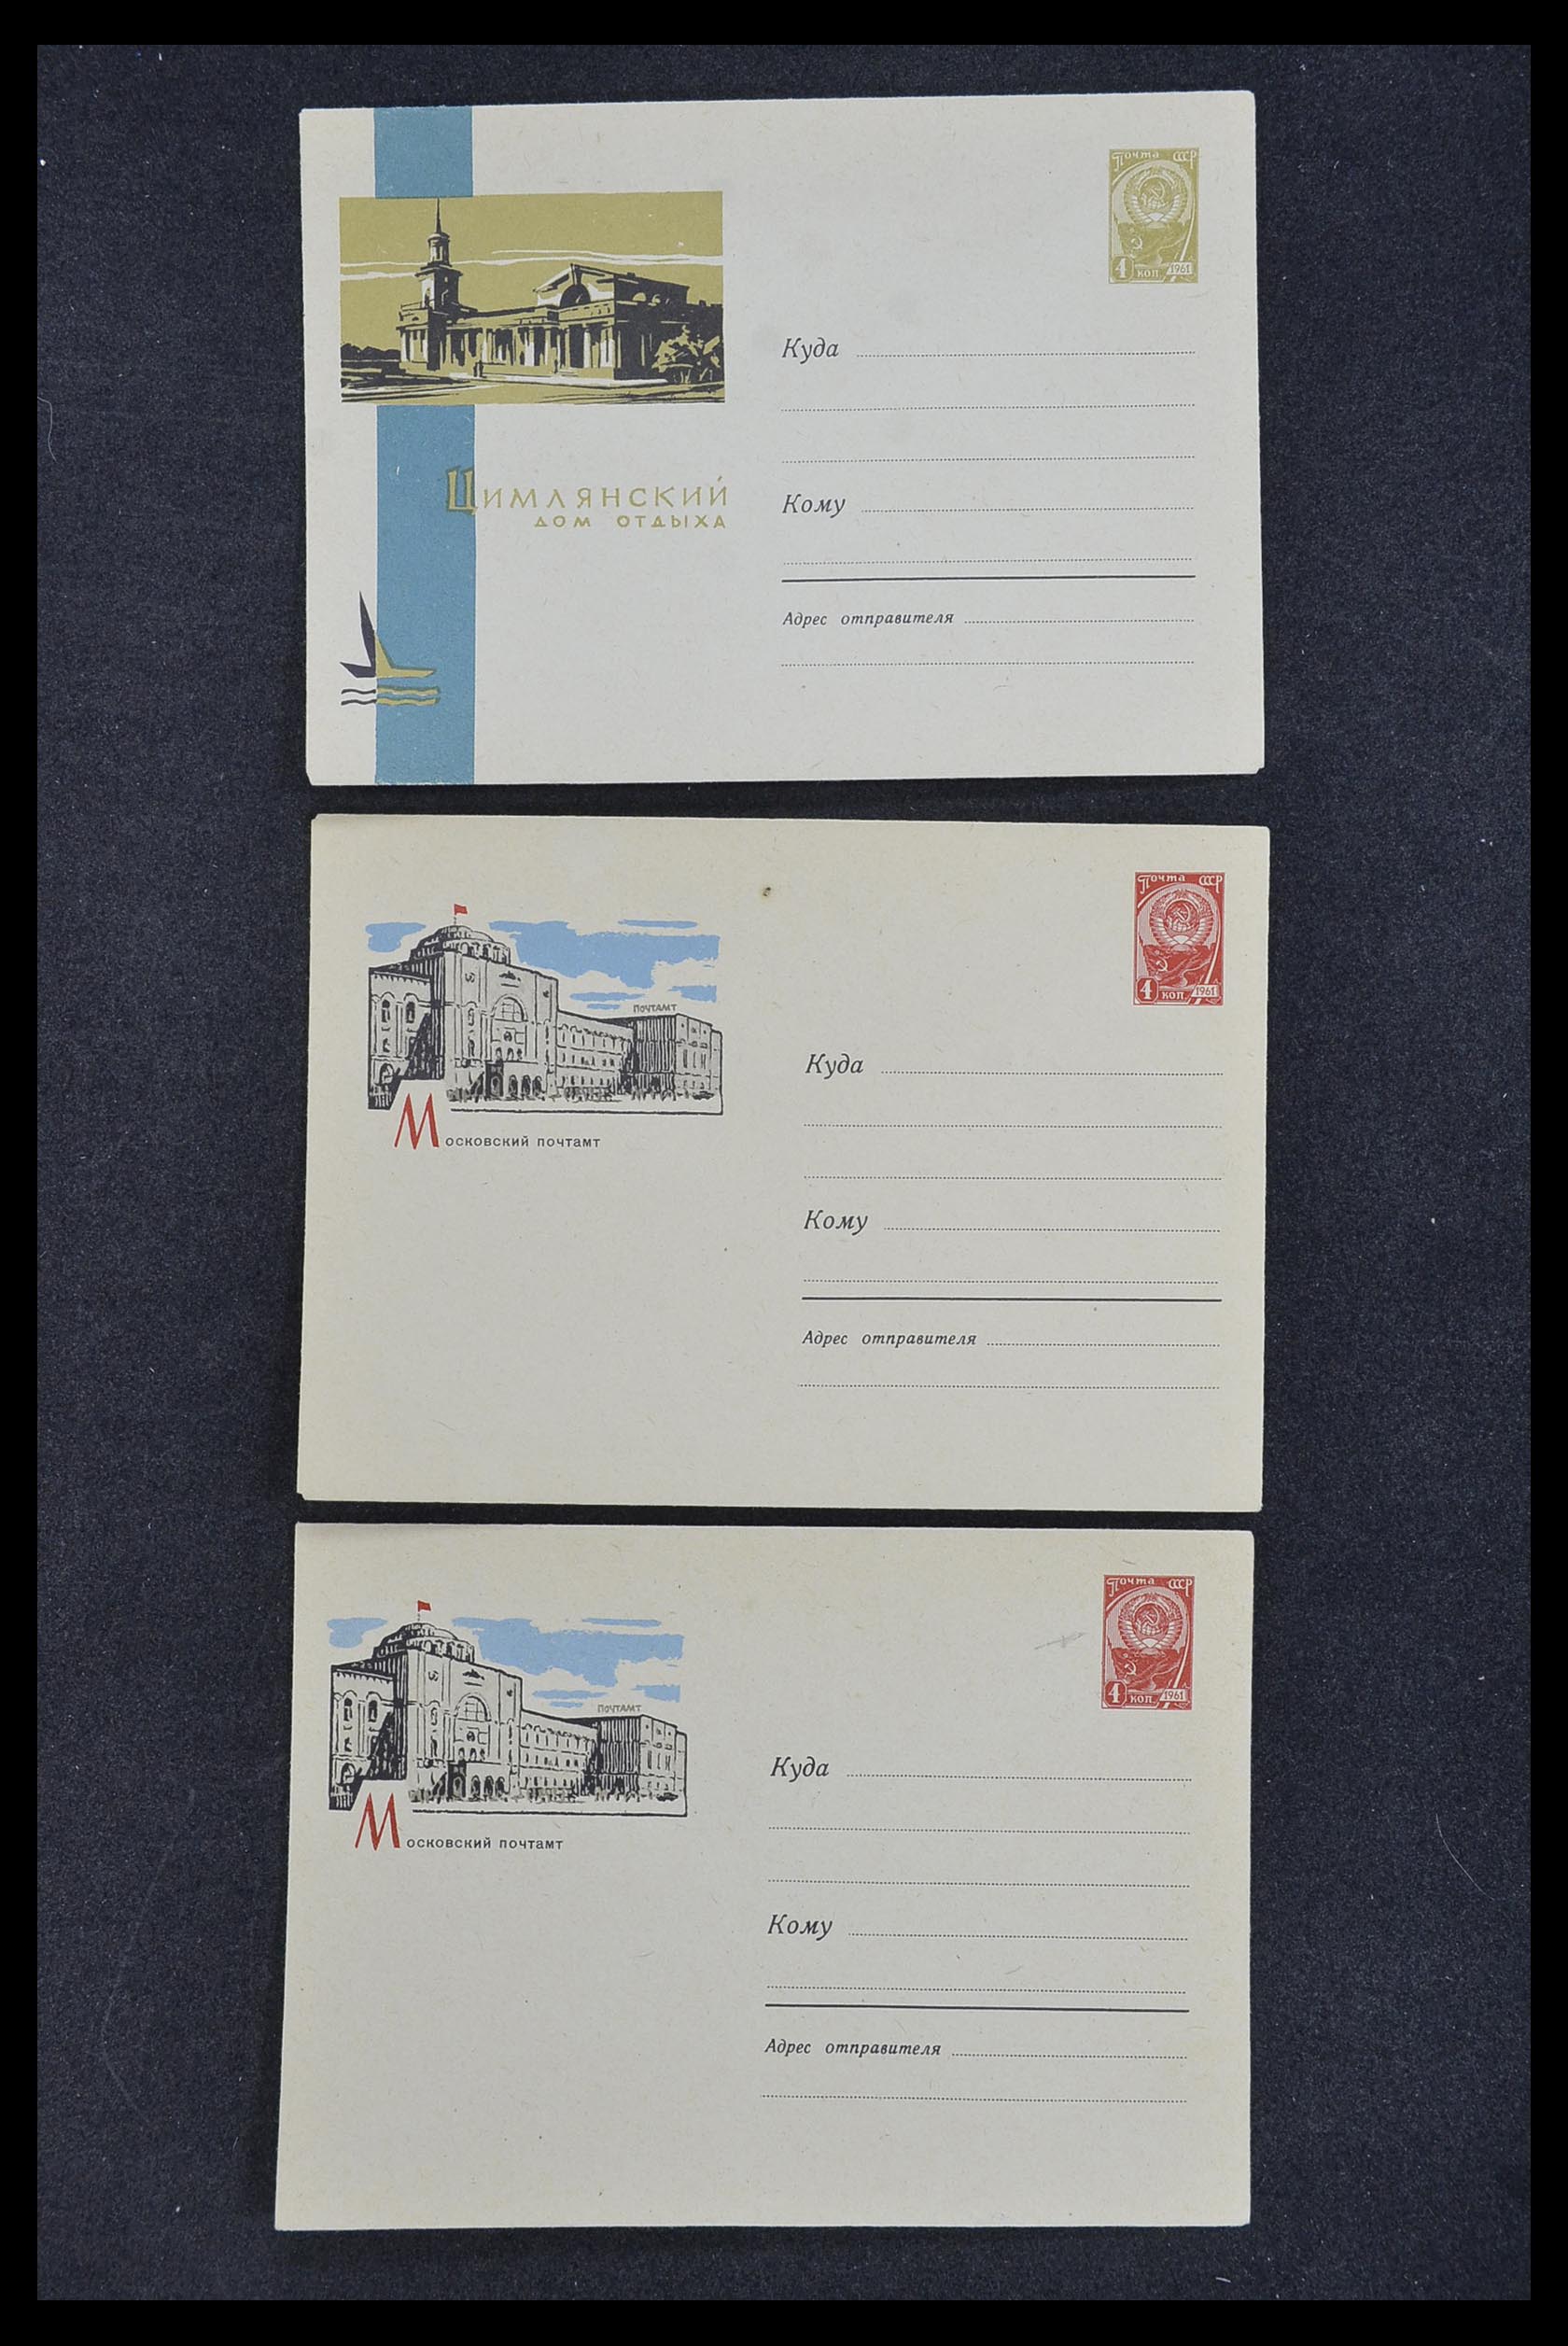 Почта СССР
4 коп. 1961
Куда
Цимлянский
дом отдыха
Кому
Адрес отправителя
Почта СССР
4 коп. 1961
Почтамт
Куда
Московский почтамт
Кому
Адрес отправителя
Почта СССР
4 коп. 1961
Почтамт
Куда
Московский почтамт
Кому
Адрес отправителя